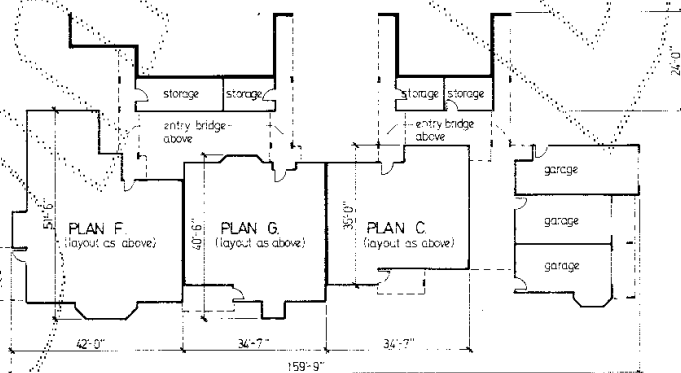 storage
storage
storage
storage
24'-0"
entry bridge
above
entry bridge
above
garage
51'-6"
PLAN F.
(layout as above)
40'-6"
PLAN G.
(layout as above)
35'-0"
PLAN C.
(layout as above)
garage
garage
42'-0"
34'-7"
34'-7"
159'-9"